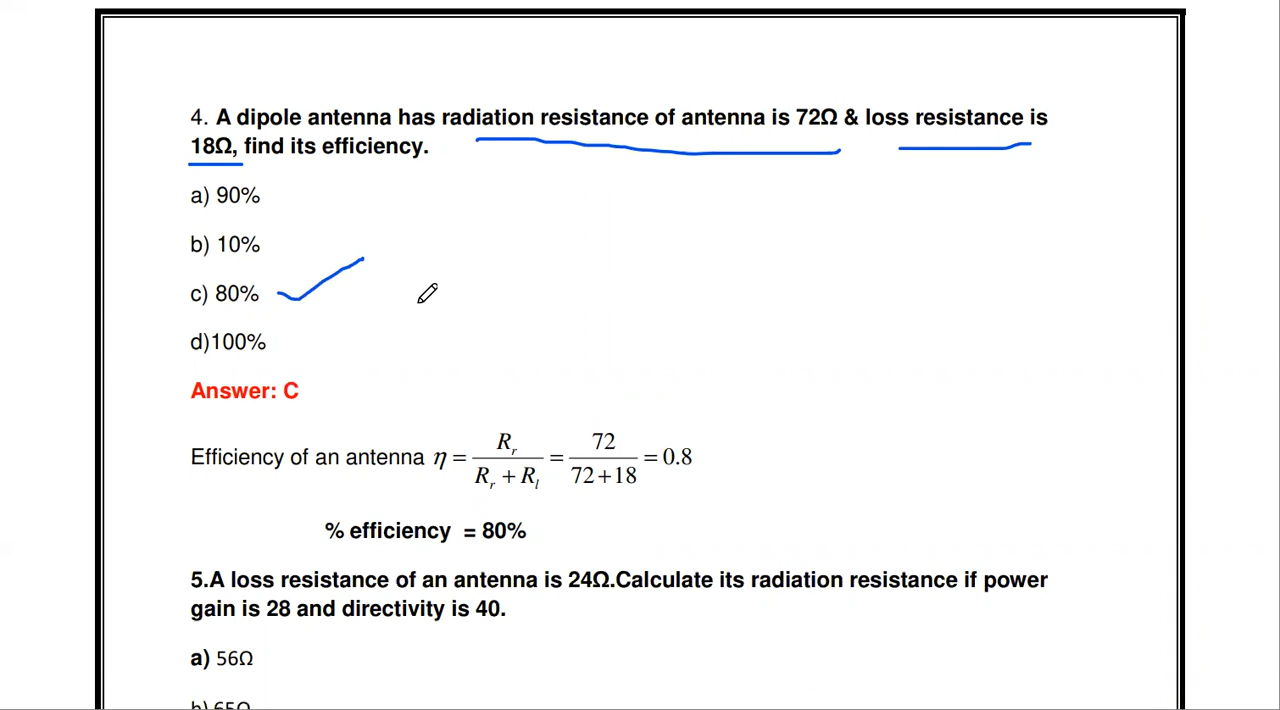 4. A dipole antenna has radiation resistance of antenna is 72Ω & loss resistance is
18Ω, find its efficiency.
a) 90%
b) 10%
c) 80%
d)100%
Answer: C
Efficiency of an antenna η = R_r / (R_r + R_l) = 72 / (72+18) = 0.8
% efficiency = 80%
5.A loss resistance of an antenna is 24Ω.Calculate its radiation resistance if power
gain is 28 and directivity is 40.
a) 56Ω
b) 65Ω